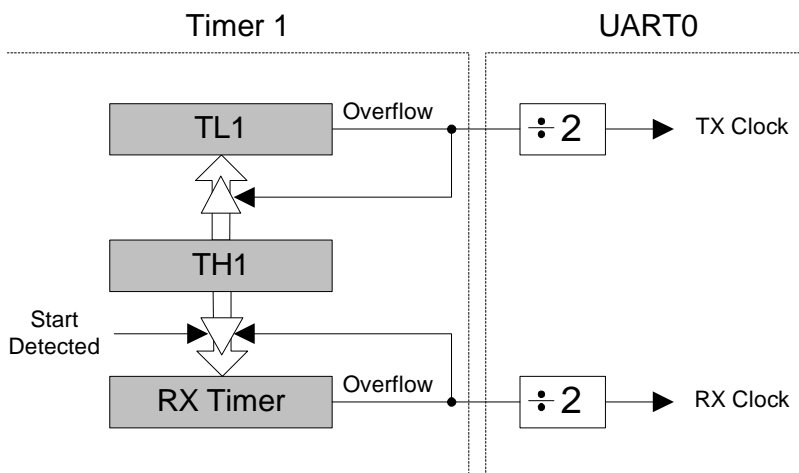 Timer 1
UART0
TL1
Overflow
÷2
TX Clock
TH1
Start
Detected
RX Timer
Overflow
÷2
RX Clock